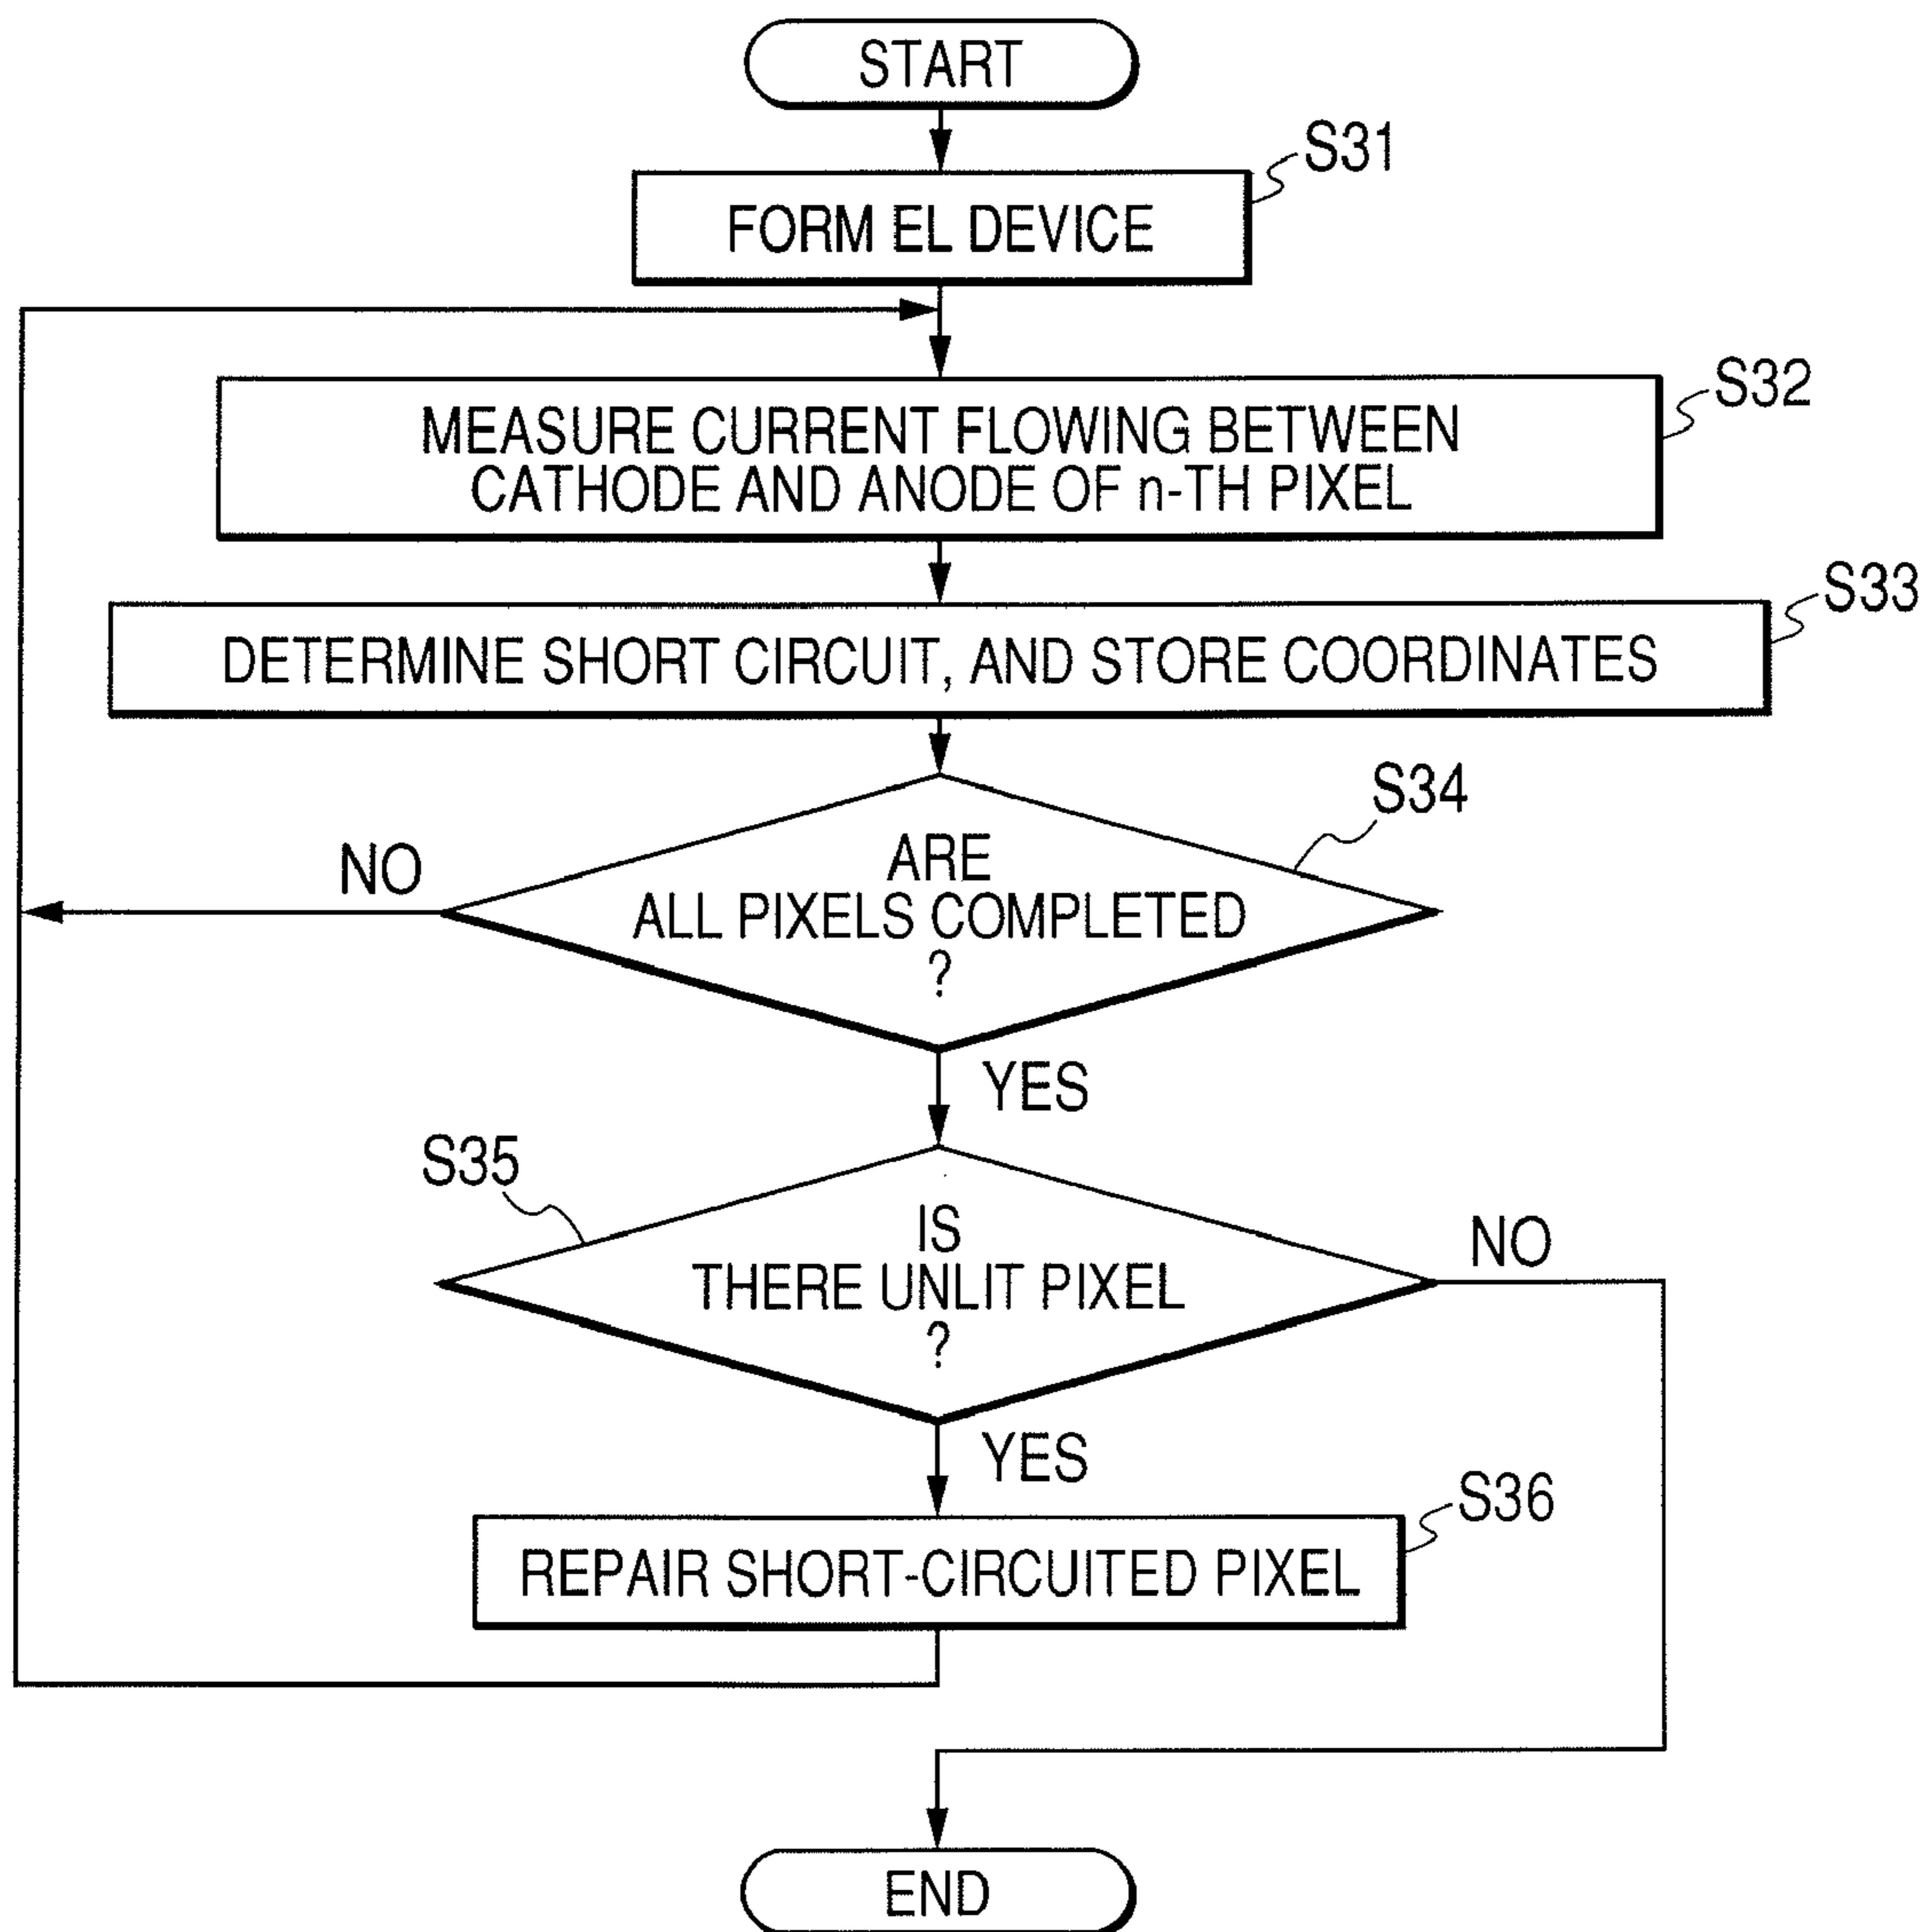 START
S31
FORM EL DEVICE
S32
MEASURE CURRENT FLOWING BETWEEN
CATHODE AND ANODE OF n-TH PIXEL
S33
DETERMINE SHORT CIRCUIT, AND STORE COORDINATES
S34
NO
ARE
ALL PIXELS COMPLETED
?
YES
S35
IS
THERE UNLIT PIXEL
?
NO
YES
S36
REPAIR SHORT-CIRCUITED PIXEL
END